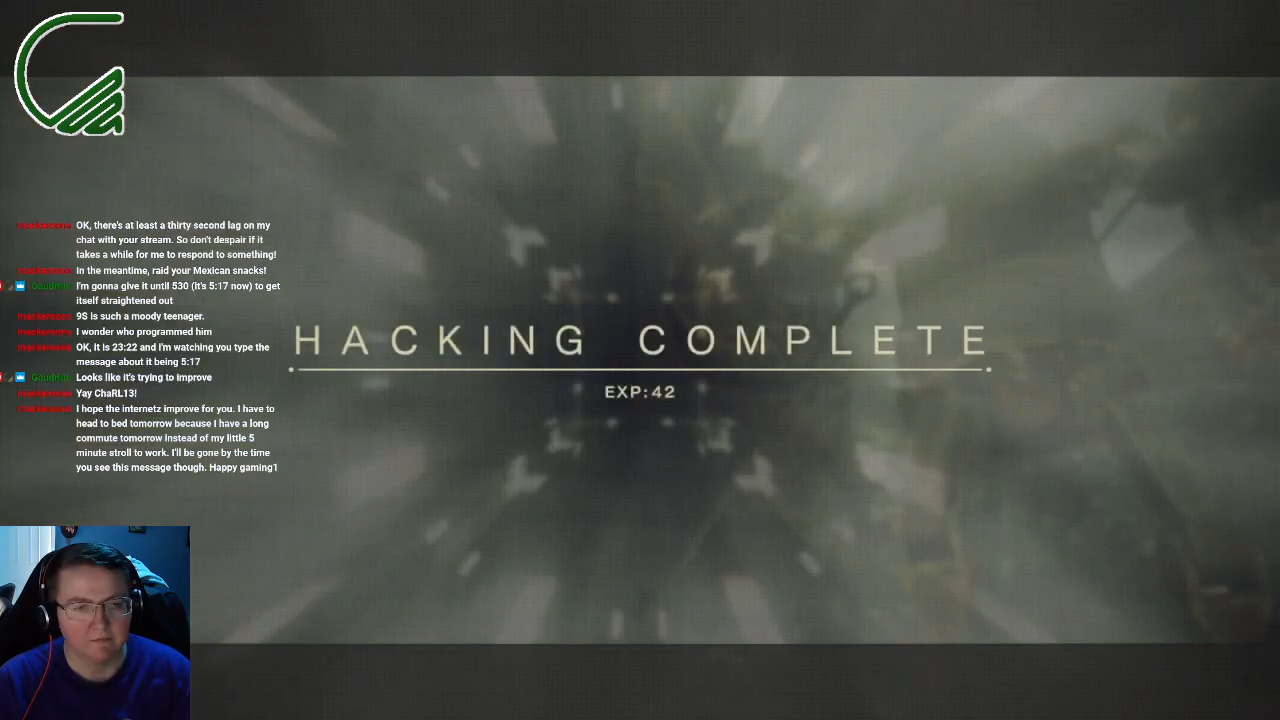 OK, there's at least a thirty second lag on my
chat with your stream. So don't despair if it
takes a while for me to respond to something!
In the meantime, raid your Mexican snacks!
I'm gonna give it until 530 (it's 5:17 now) to get
itself straightened out
9S is such a moody teenager.
I wonder who programmed him
OK, it is 23:22 and I'm watching you type the
message about it being 5:17
Looks like it's trying to improve
Yay ChaRL13!
I hope the internetz improve for you. I have to
head to bed tomorrow because I have a long
commute tomorrow instead of my little 5
minute stroll to work. I'll be gone by the time
you see this message though. Happy gaming1
HACKING COMPLETE
EXP:42